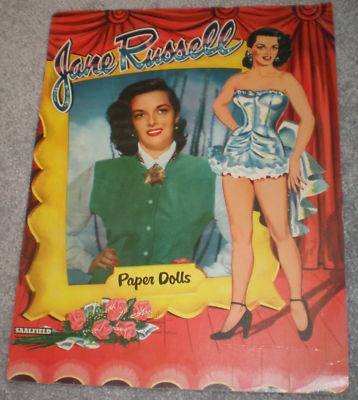 Jane Russell
Paper Dolls
SAALFIELD